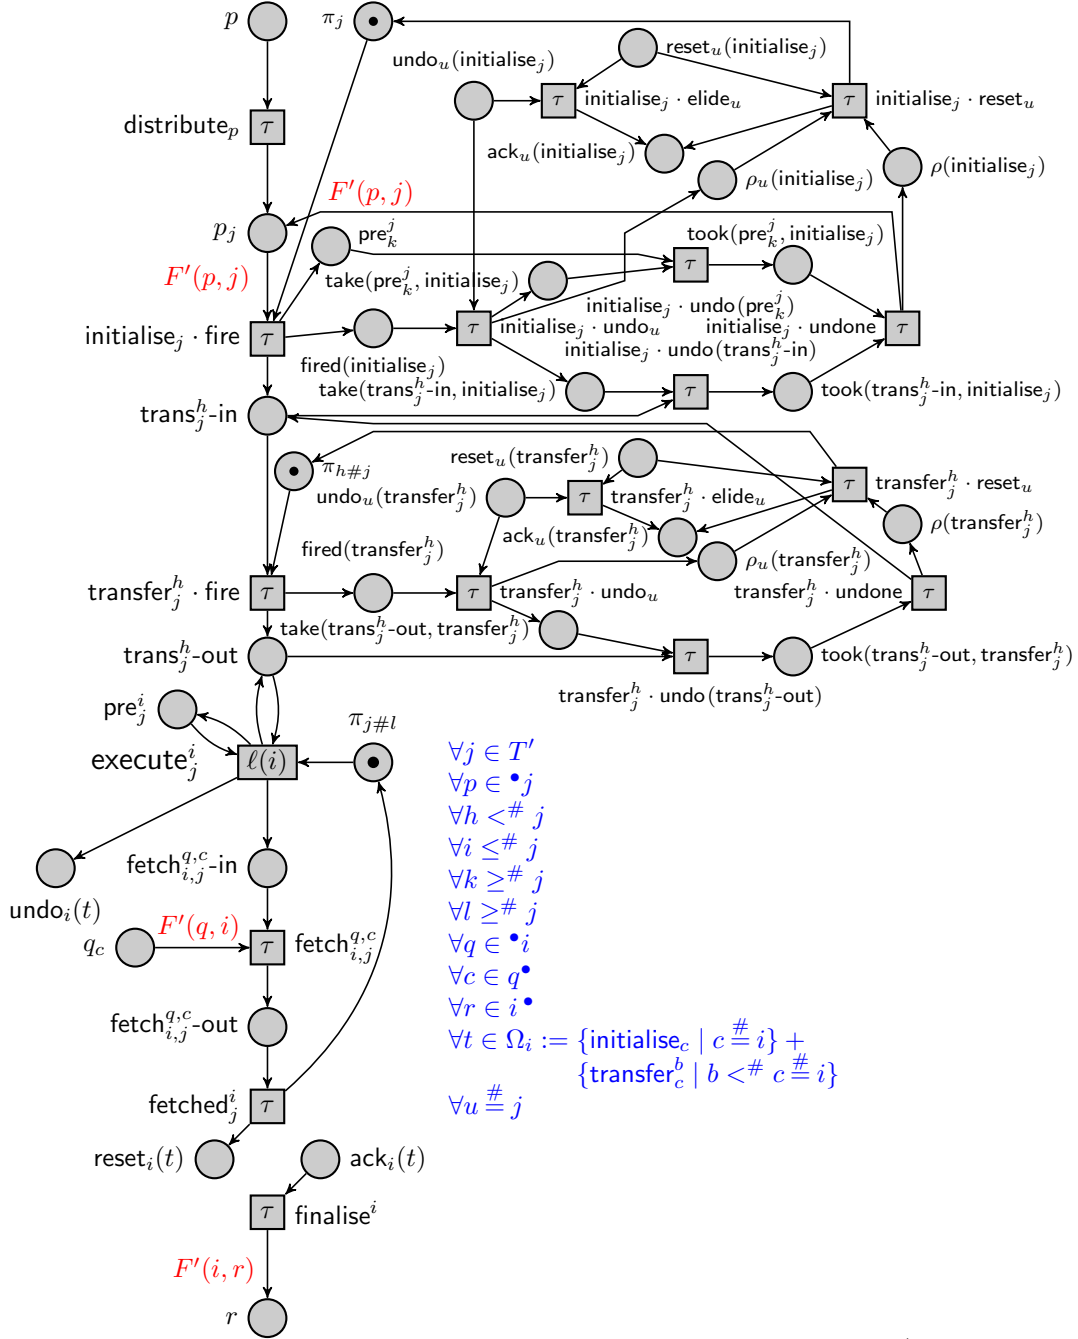 p
π_j
undo_u(initialise_j)
reset_u(initialise_j)
τ
initialise_j · elide_u
τ
initialise_j · reset_u
distribute_p
τ
ack_u(initialise_j)
ρ_u(initialise_j)
ρ(initialise_j)
F′(p, j)
p_j
pre^j_k
took(pre^j_k, initialise_j)
F′(p, j)
take(pre^j_k, initialise_j)
τ
initialise_j · undo(pre^j_k)
initialise_j · fire
τ
τ
initialise_j · undo_u
initialise_j · undone
τ
fired(initialise_j)
initialise_j · undo(trans^h_j-in)
take(trans^h_j-in, initialise_j)
τ
took(trans^h_j-in, initialise_j)
trans^h_j-in
π_{h#j}
reset_u(transfer^h_j)
undo_u(transfer^h_j)
τ
transfer^h_j · elide_u
τ
transfer^h_j · reset_u
ack_u(transfer^h_j)
ρ(transfer^h_j)
fired(transfer^h_j)
ρ_u(transfer^h_j)
transfer^h_j · fire
τ
τ
transfer^h_j · undo_u
transfer^h_j · undone
τ
take(trans^h_j-out, transfer^h_j)
trans^h_j-out
τ
took(trans^h_j-out, transfer^h_j)
transfer^h_j · undo(trans^h_j-out)
pre^i_j
π_{j#l}
execute^i_j
ℓ(i)
undo_i(t)
fetch^{q,c}_{i,j}-in
q_c
F′(q, i)
τ
fetch^{q,c}_{i,j}
fetch^{q,c}_{i,j}-out
fetched^i_j
τ
reset_i(t)
ack_i(t)
τ
finalise^i
F′(i, r)
r
∀j ∈ T′
∀p ∈ •j
∀h <# j
∀i ≤# j
∀k ≥# j
∀l ≥# j
∀q ∈ •i
∀c ∈ q•
∀r ∈ i•
∀t ∈ Ω_i := {initialise_c | c =# i} +
{transfer^b_c | b <# c =# i}
∀u =# j